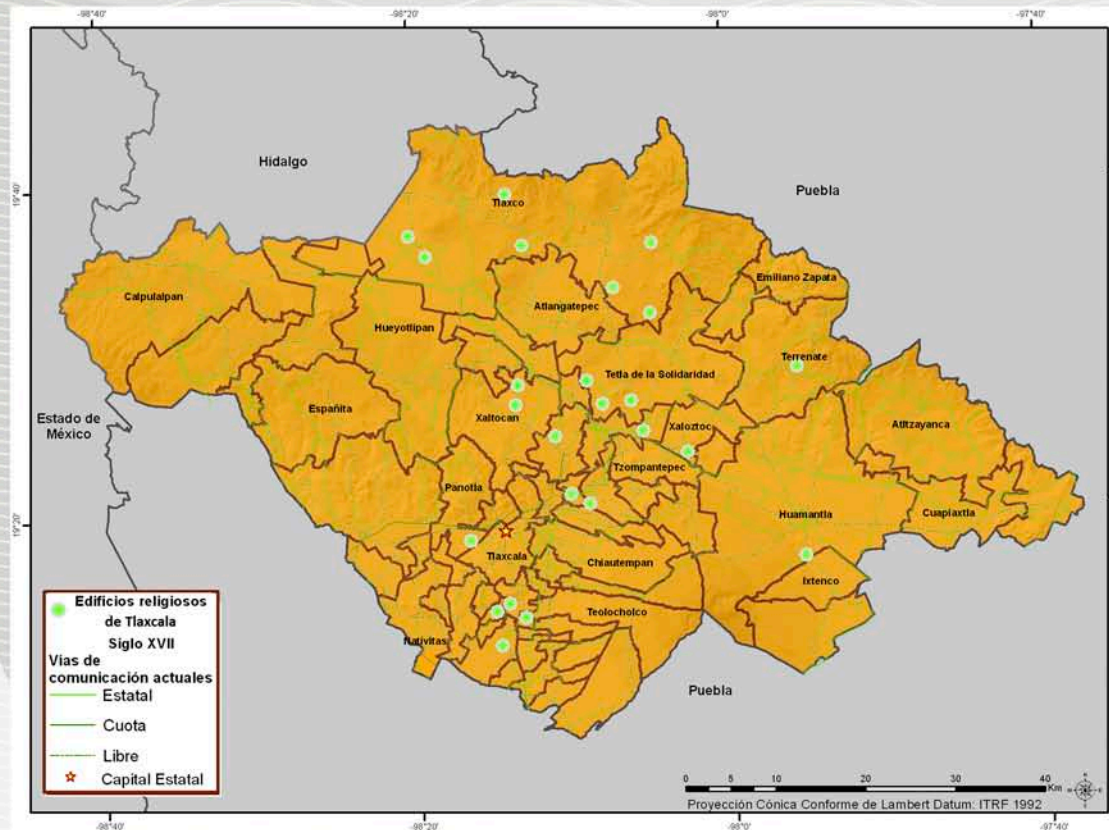 -98°40'
-98°20'
-98°0'
-97°40'
Hidalgo
Puebla
19°40'
Tlaxco
Emiliano Zapata
Calpulalpan
Atlangatepec
Hueyotlipan
Terrenate
Tetla de la Solidaridad
Estado de
México
Españita
Xaltocan
Xaloztoc
Altzayanca
Tzompantepec
Panotla
19°20'
Huamantla
Cuapiaxtla
Tlaxcala
Chiautempan
Ixtenco
Teolocholco
Nativitas
Puebla
Edificios religiosos
de Tlaxcala
Siglo XVII
Vías de
comunicación actuales
Estatal
Cuota
Libre
Capital Estatal
0 5 10 20 30 40
Km
Proyección Cónica Conforme de Lambert Datum: ITRF 1992
-98°40'
-98°20'
-98°0'
-97°40'